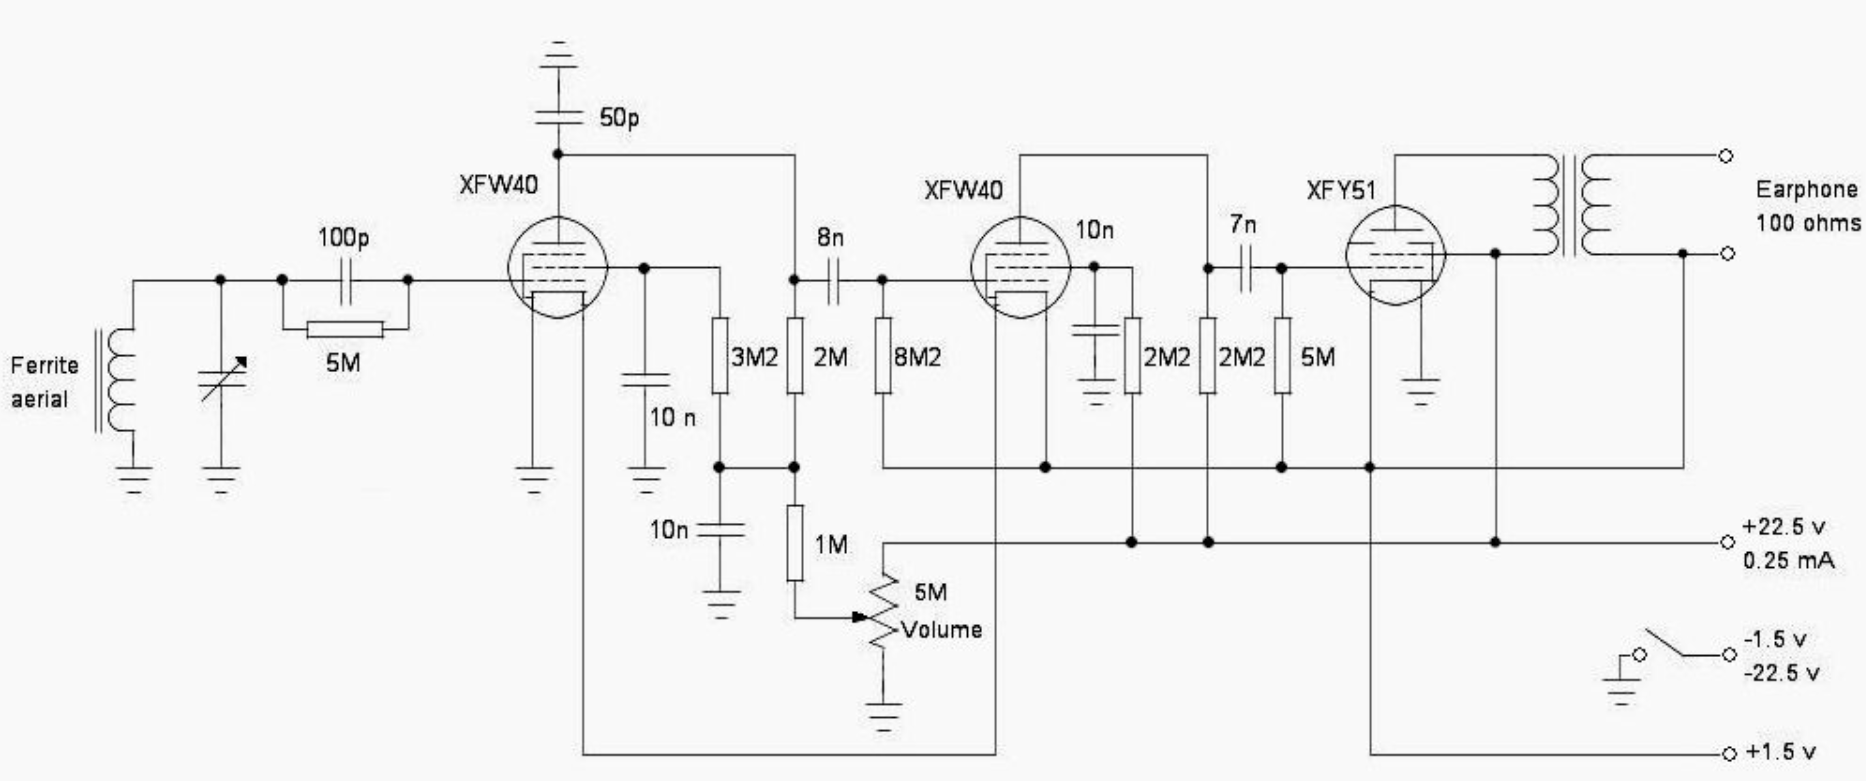 50p
XFW40
XFW40
XFY51
Earphone
100 ohms
100p
8n
10n
7n
Ferrite
aerial
5M
3M2
2M
8M2
2M2
2M2
5M
10 n
10n
1M
+22.5 v
0.25 mA
5M
Volume
-1.5 v
-22.5 v
+1.5 v